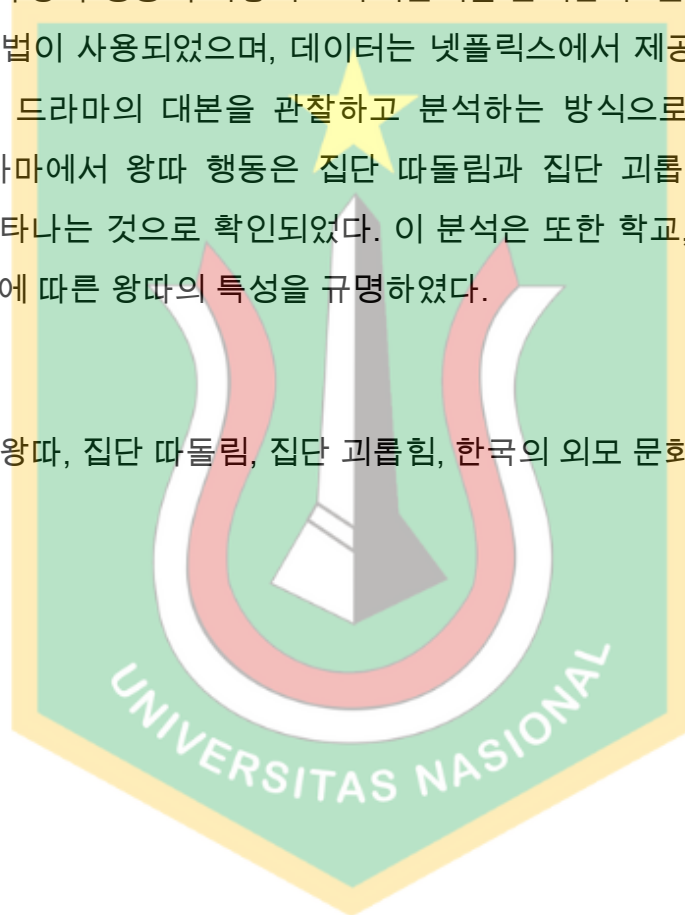 법이 사용되었으며, 데이터는 넷플릭스에서 제공
드라마의 대본을 관찰하고 분석하는 방식으로
마에서 왕따 행동은 집단 따돌림과 집단 괴롭
타나는 것으로 확인되었다. 이 분석은 또한 학교,
에 따른 왕따의 특성을 규명하였다.
왕따, 집단 따돌림, 집단 괴롭힘, 한국의 외모 문화
UNIVERSITAS NASIONAL